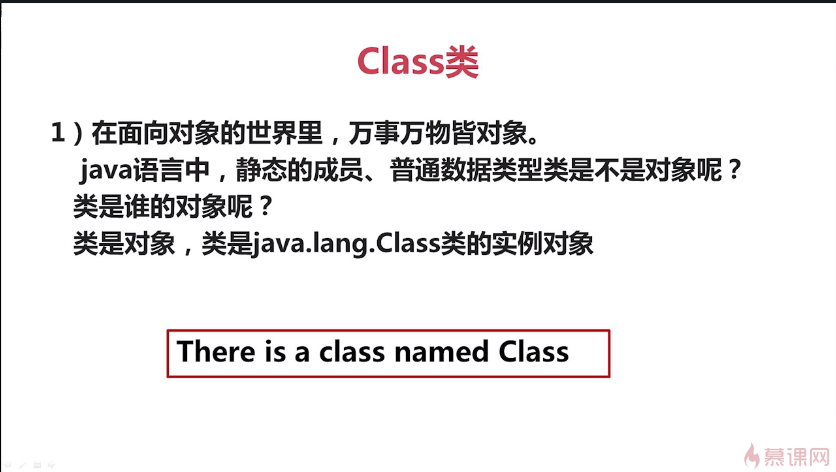 Class类
1）在面向对象的世界里，万事万物皆对象。
java语言中，静态的成员、普通数据类型类是不是对象呢？
类是谁的对象呢？
类是对象，类是java.lang.Class类的实例对象
There is a class named Class
慕课网